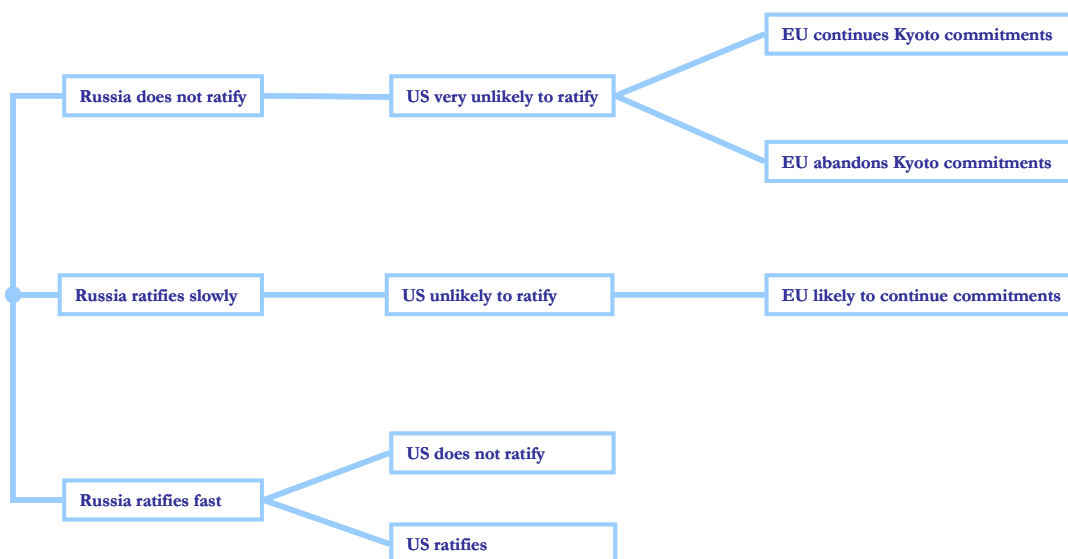 EU continues Kyoto commitments
Russia does not ratify
US very unlikely to ratify
EU abandons Kyoto commitments
Russia ratifies slowly
US unlikely to ratify
EU likely to continue commitments
US does not ratify
Russia ratifies fast
US ratifies